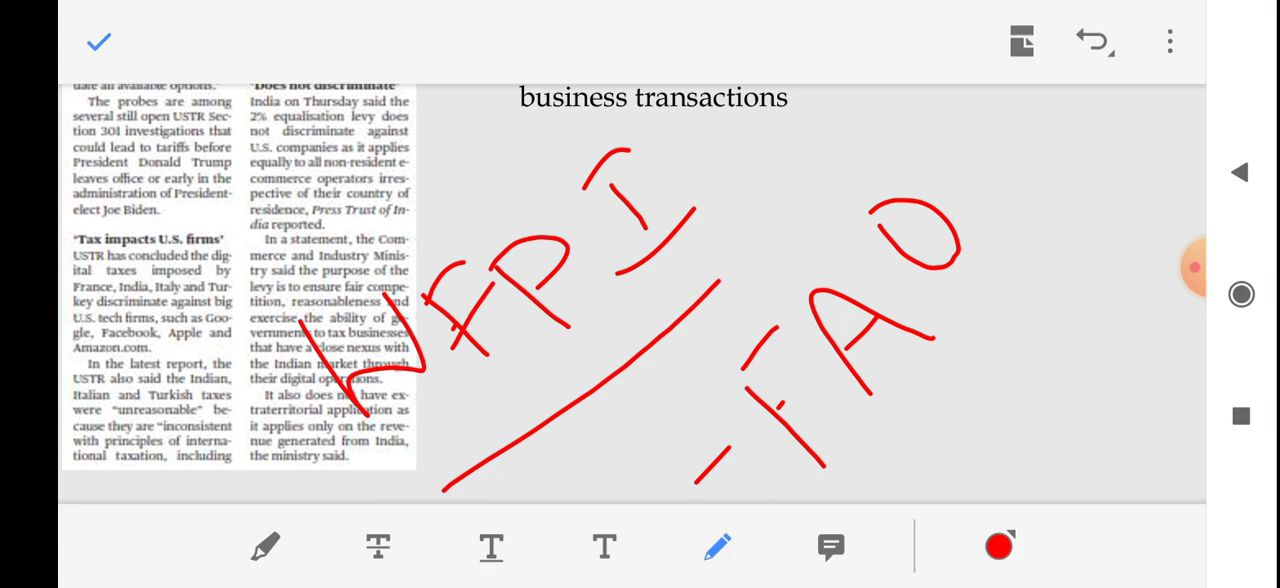 business transactions
date all available options."
The probes are among
several still open USTR Sec-
tion 301 investigations that
could lead to tariffs before
President Donald Trump
leaves office or early in the
administration of President-
elect Joe Biden.
'Tax impacts U.S. firms'
USTR has concluded the dig-
ital taxes imposed by
France, India, Italy and Tur-
key discriminate against big
U.S. tech firms, such as Goo-
gle, Facebook, Apple and
Amazon.com.
In the latest report, the
USTR also said the Indian,
Italian and Turkish taxes
were "unreasonable" be-
cause they are "inconsistent
with principles of interna-
tional taxation, including
'Does not discriminate'
India on Thursday said the
2% equalisation levy does
not discriminate against
U.S. companies as it applies
equally to all non-resident e-
commerce operators irres-
pective of their country of
residence, Press Trust of In-
dia reported.
In a statement, the Com-
merce and Industry Minis-
try said the purpose of the
levy is to ensure fair compe-
tition, reasonableness and
exercise the ability of go-
vernments to tax businesses
that have a close nexus with
the Indian market through
their digital operations.
It also does not have ex-
traterritorial application as
it applies only on the reve-
nue generated from India,
the ministry said.
T
T
T